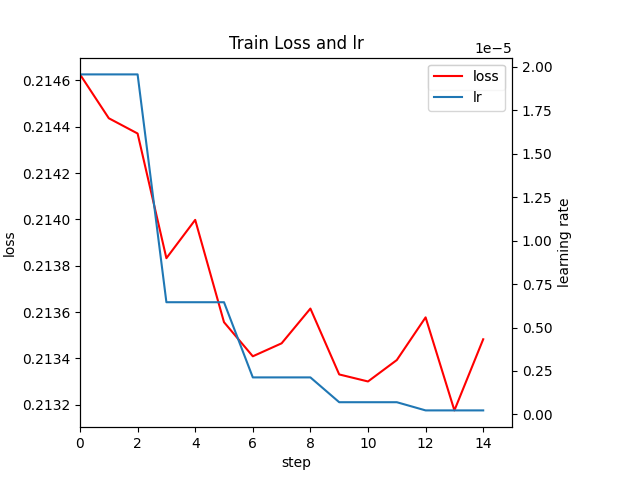 Train Loss and lr
1e−5
loss
lr
0.2146
0.2144
0.2142
0.2140
0.2138
0.2136
0.2134
0.2132
loss
2.00
1.75
1.50
1.25
1.00
0.75
0.50
0.25
0.00
learning rate
0 2 4 6 8 10 12 14
step